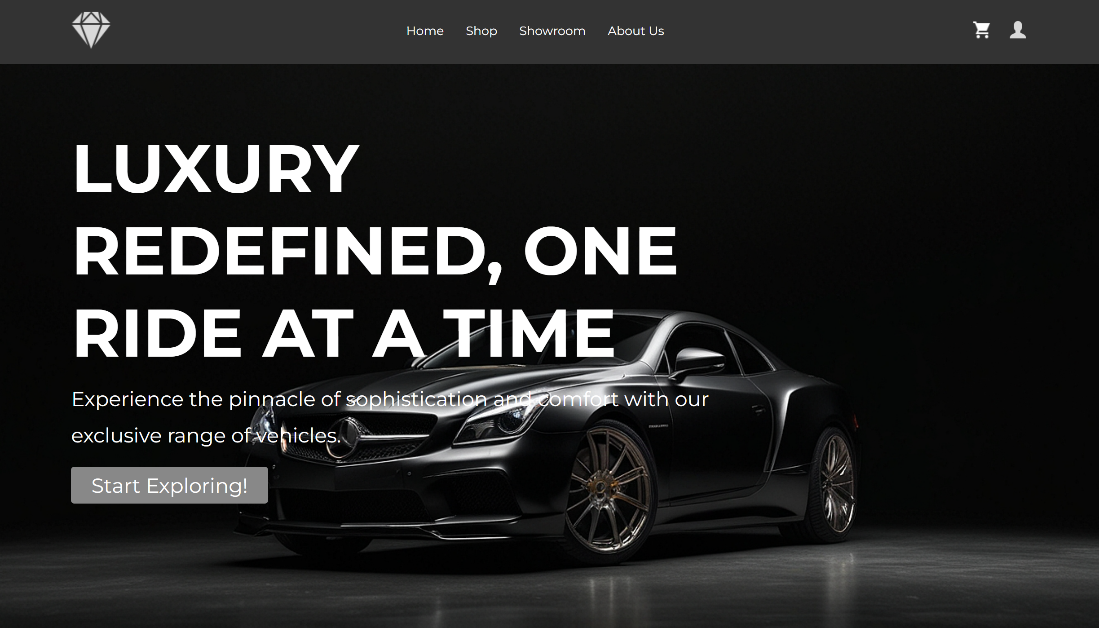 Home Shop Showroom About Us
LUXURY
REDEFINED, ONE
RIDE AT A TIME
Experience the pinnacle of sophistication and comfort with our
exclusive range of vehicles.
Start Exploring!